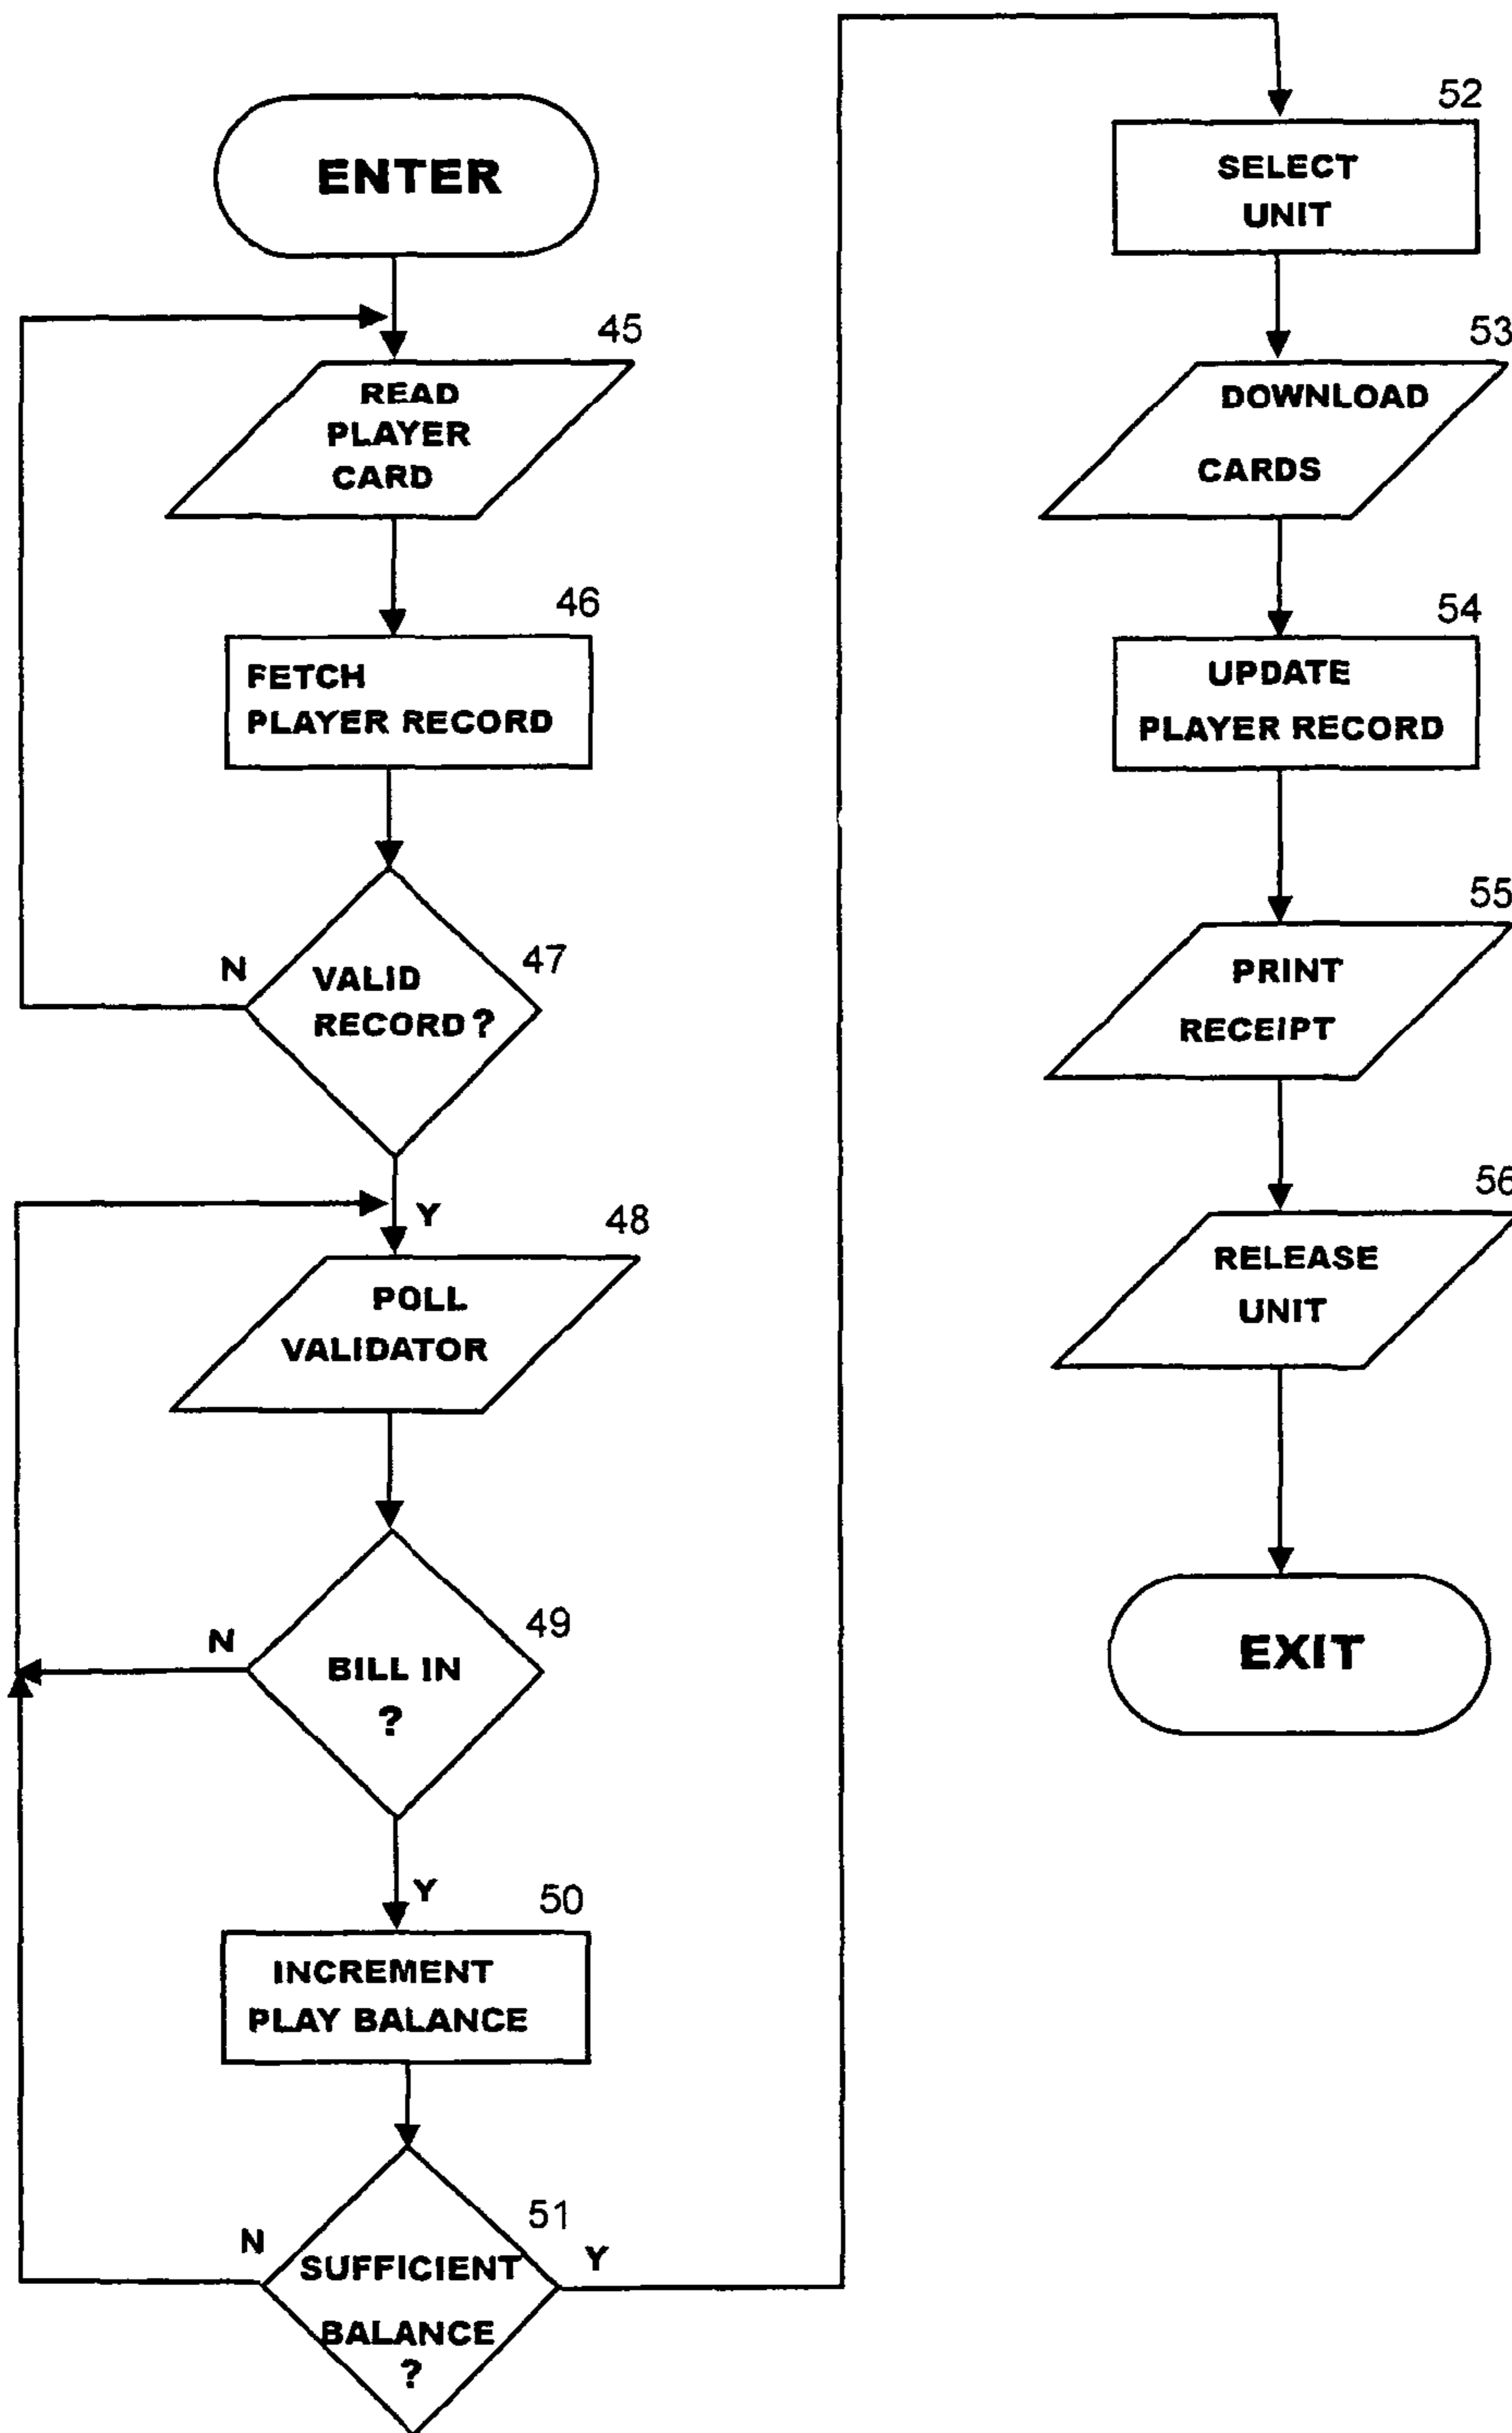 ENTER
45
READ
PLAYER
CARD
46
FETCH
PLAYER RECORD
47
N
VALID
RECORD?
Y
48
POLL
VALIDATOR
49
N
BILL IN
?
Y
50
INCREMENT
PLAY BALANCE
51
N
SUFFICIENT
Y
BALANCE
?
52
SELECT
UNIT
53
DOWNLOAD
CARDS
54
UPDATE
PLAYER RECORD
55
PRINT
RECEIPT
56
RELEASE
UNIT
EXIT